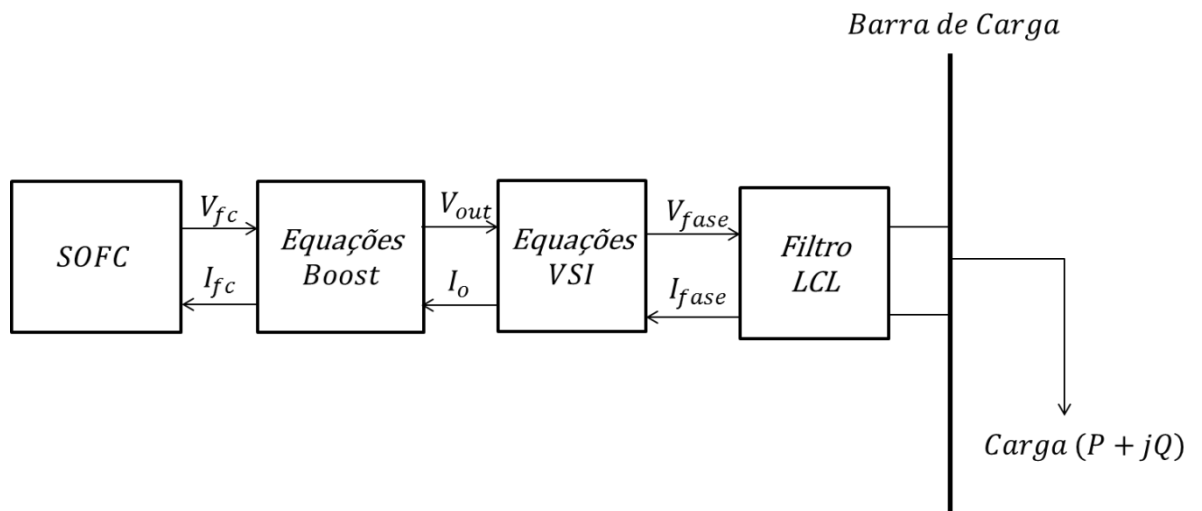 Barra de Carga
SOFC
V_fc
I_fc
Equações
Boost
V_out
I_o
Equações
VSI
V_fase
I_fase
Filtro
LCL
Carga (P + jQ)